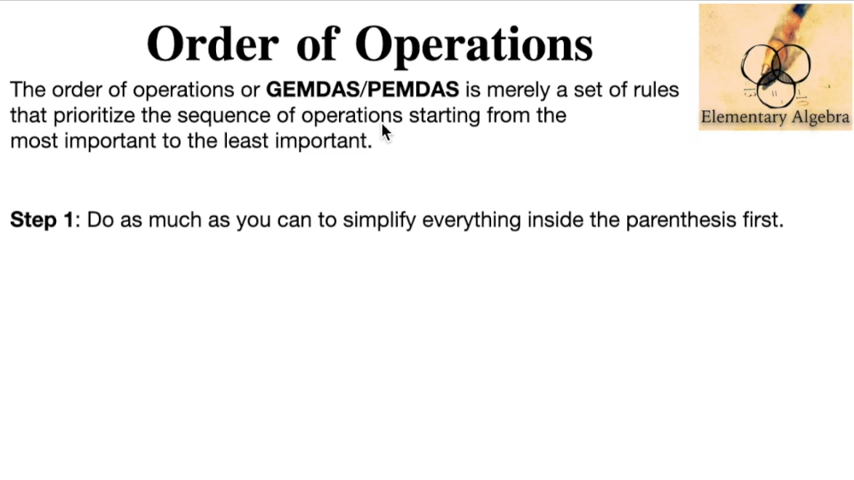 Order of Operations
The order of operations or GEMDAS/PEMDAS is merely a set of rules
that prioritize the sequence of operations starting from the
most important to the least important.
Elementary Algebra
Step 1: Do as much as you can to simplify everything inside the parenthesis first.